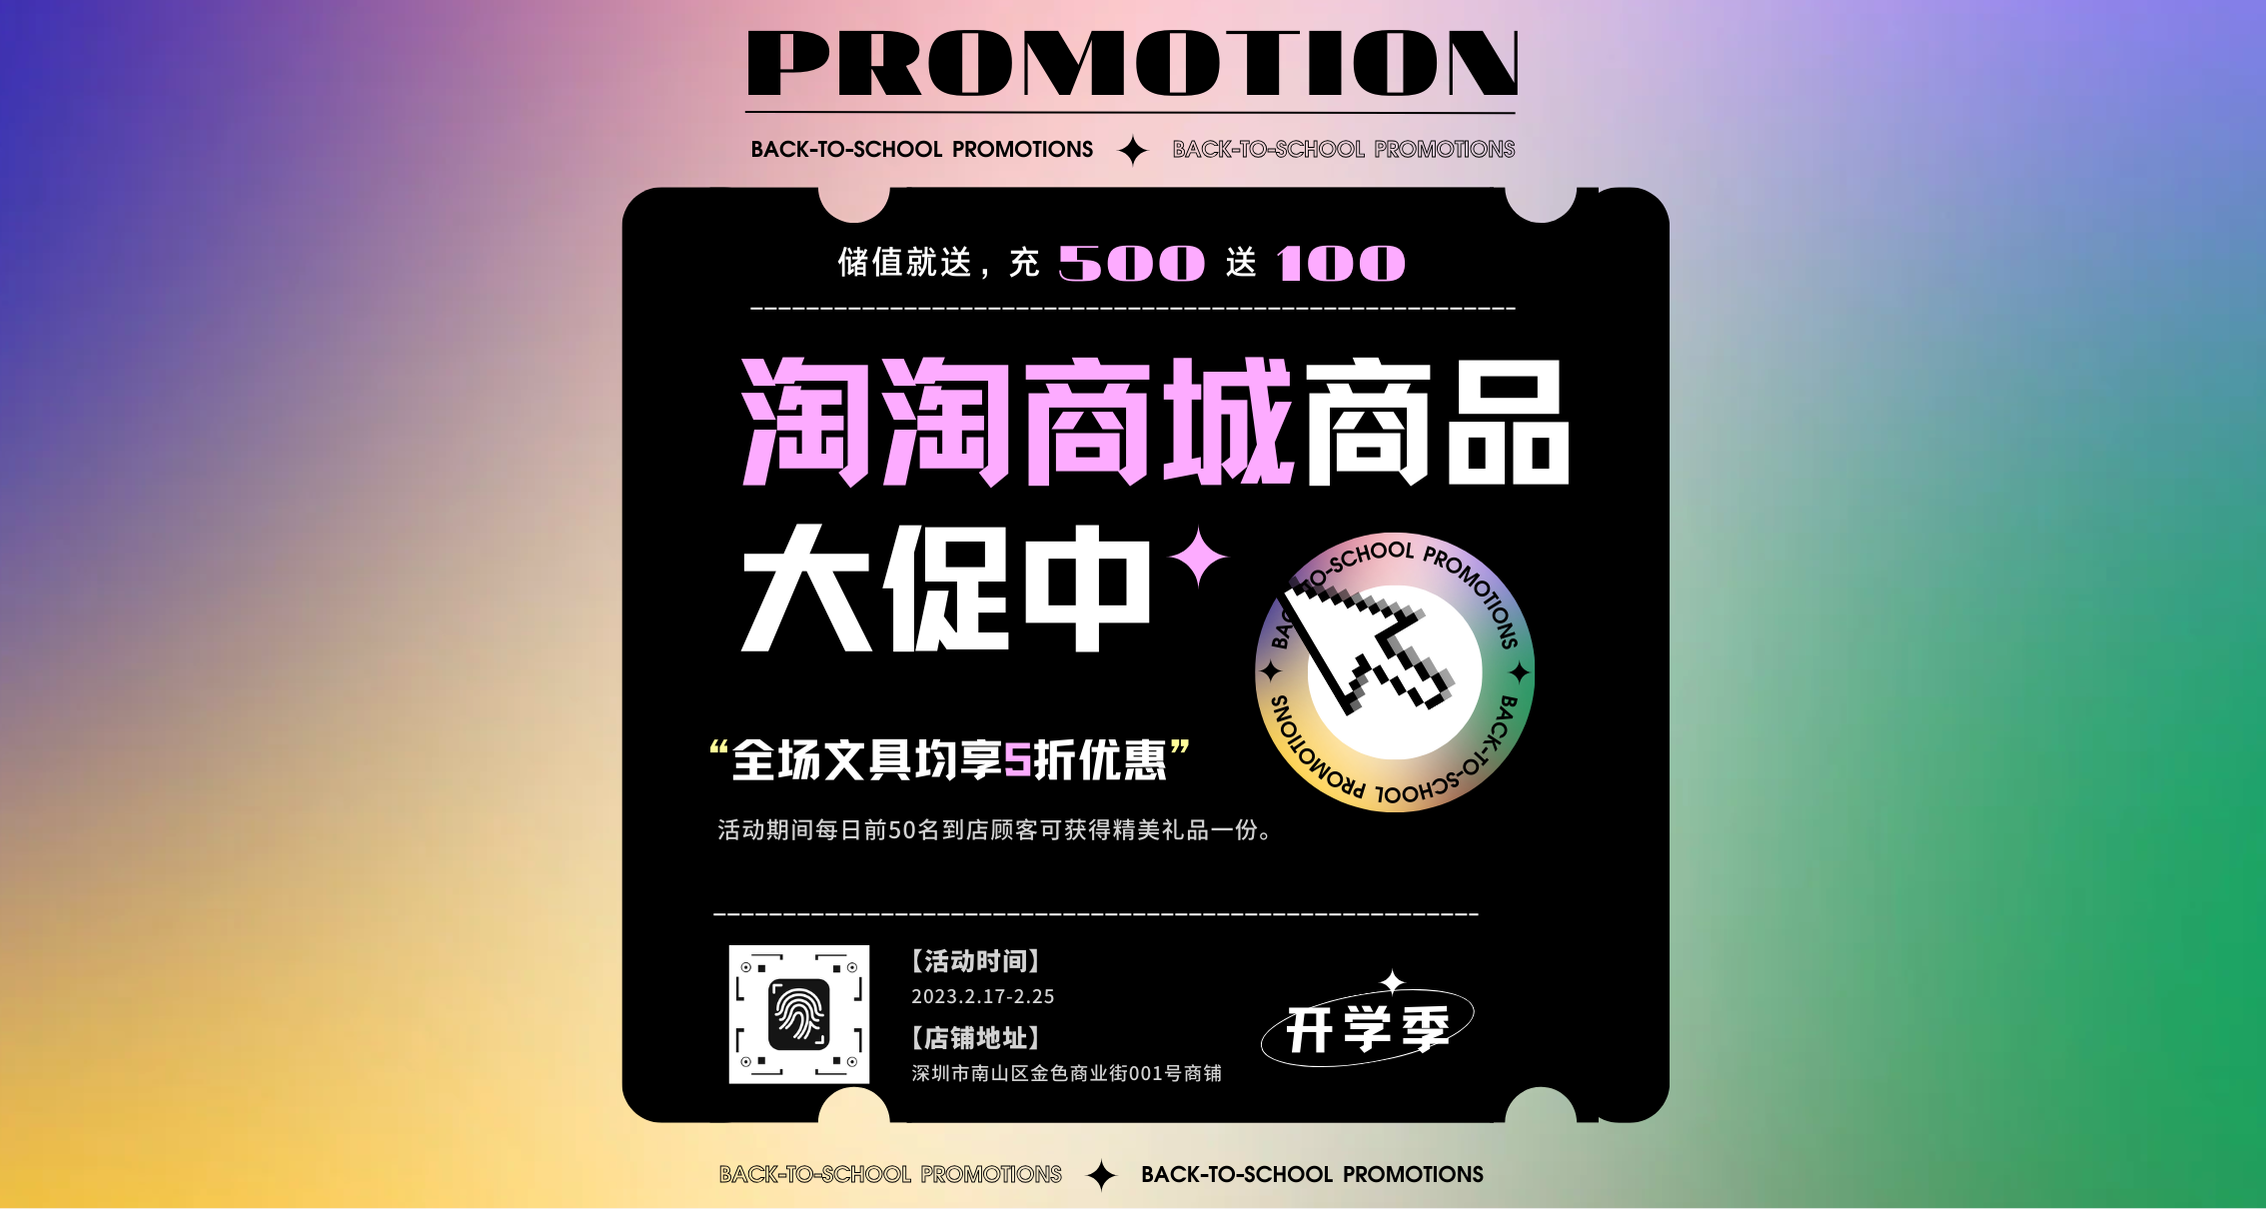 PROMOTION
BACK-TO-SCHOOL PROMOTIONS ✦ BACK-TO-SCHOOL PROMOTIONS
储值就送，充 500 送 100
淘淘商城商品
大促中
BACK-TO-SCHOOL PROMOTIONS
BACK-TO-SCHOOL PROMOTIONS
“全场文具均享5折优惠”
活动期间每日前50名到店顾客可获得精美礼品一份。
【活动时间】
2023.2.17-2.25
【店铺地址】
深圳市南山区金色商业街001号商铺
开学季
BACK-TO-SCHOOL PROMOTIONS ✦ BACK-TO-SCHOOL PROMOTIONS